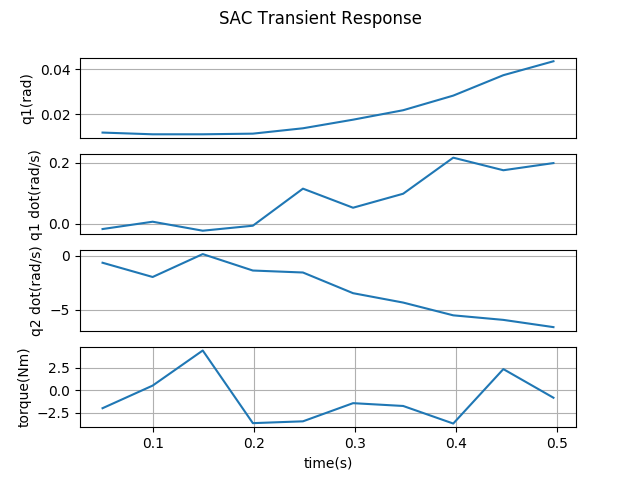 SAC Transient Response
q1(rad)
0.04
0.02
q1 dot(rad/s)
0.2
0.0
q2 dot(rad/s)
0
−5
torque(Nm)
2.5
0.0
−2.5
0.1 0.2 0.3 0.4 0.5
time(s)